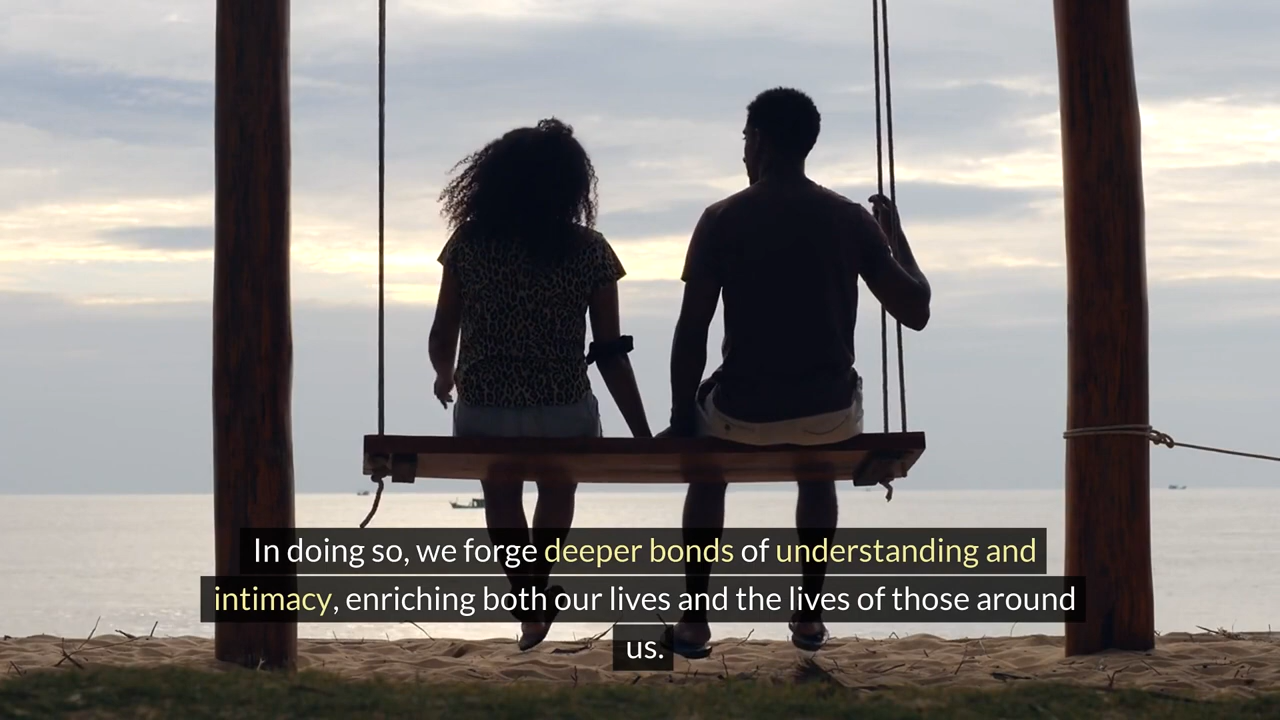 In doing so, we forge deeper bonds of understanding and
intimacy, enriching both our lives and the lives of those around
us.